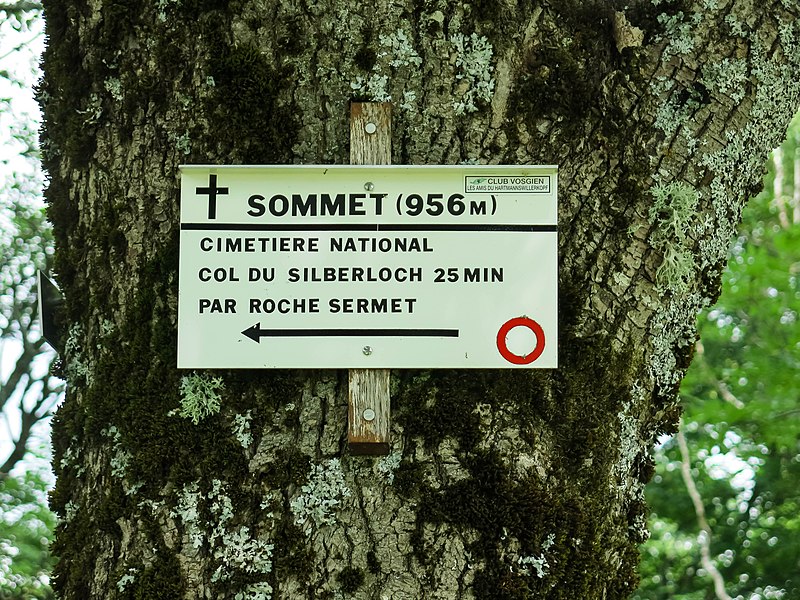 CLUB VOSGIEN
LES AMIS DU HARTMANNSWILLERKOPF
SOMMET (956M)
CIMETIERE NATIONAL
COL DU SILBERLOCH 25 MIN
PAR ROCHE SERMET